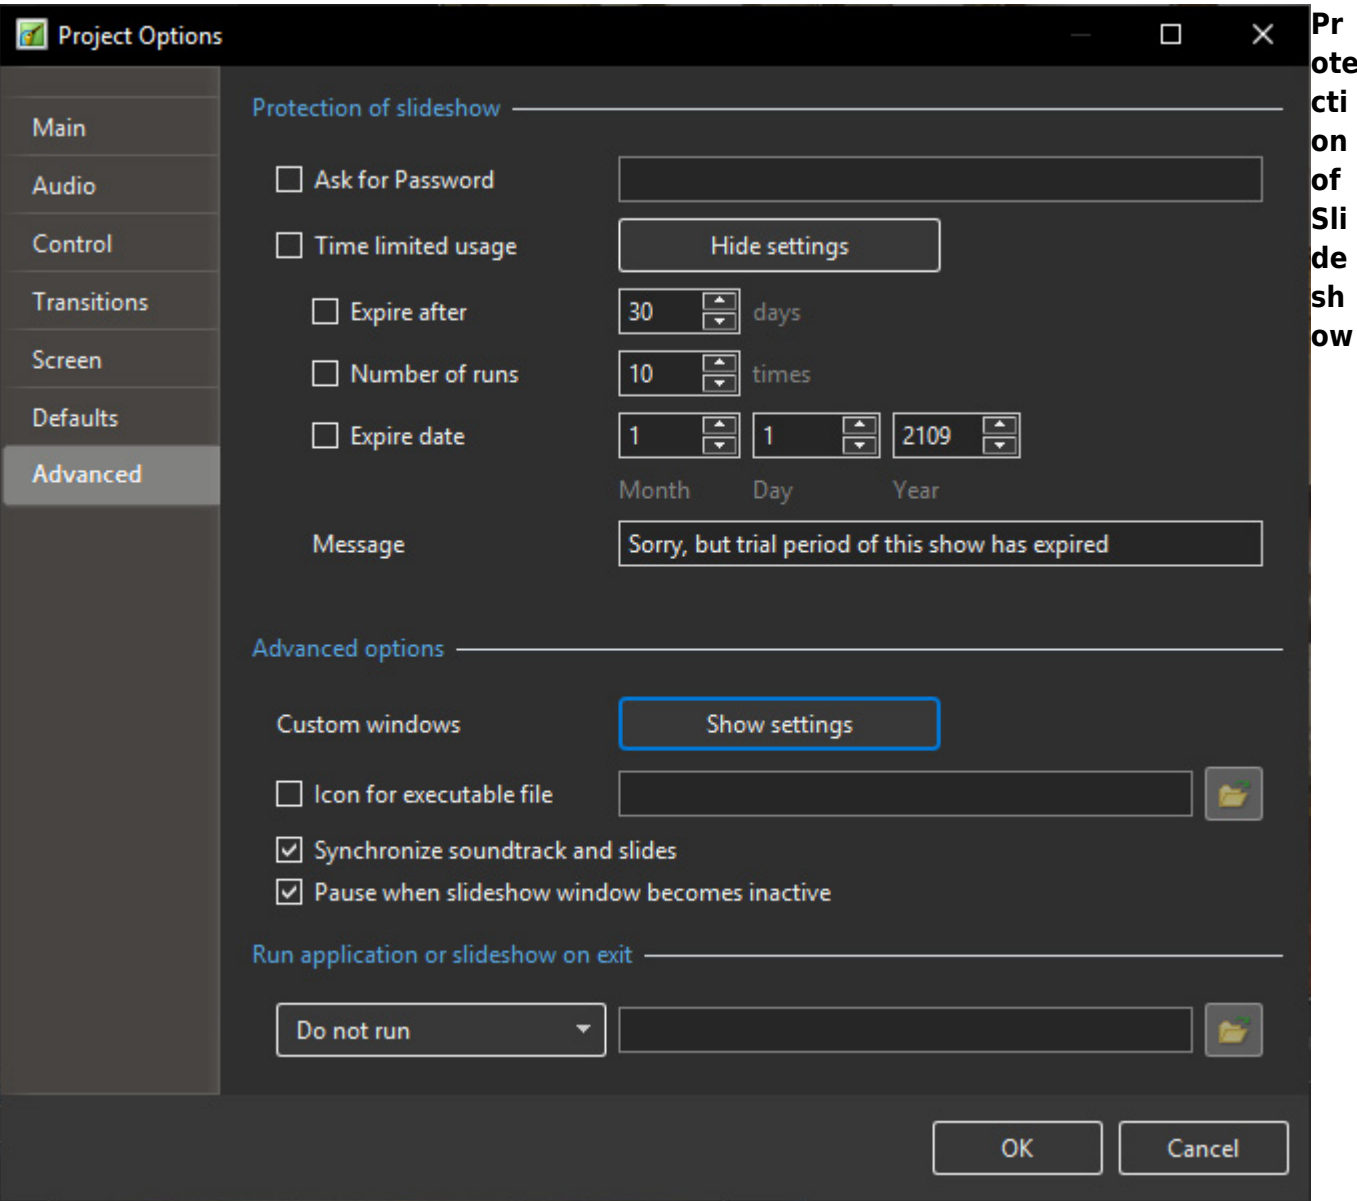 Project Options
Main
Audio
Control
Transitions
Screen
Defaults
Advanced
Protection of slideshow
Ask for Password
Time limited usage Hide settings
Expire after 30 days
Number of runs 10 times
Expire date 1 1 2109
Month Day Year
Message Sorry, but trial period of this show has expired
Advanced options
Custom windows Show settings
Icon for executable file
Synchronize soundtrack and slides
Pause when slideshow window becomes inactive
Run application or slideshow on exit
Do not run
OK Cancel
Pr
ote
cti
on
of
Sli
de
sh
ow